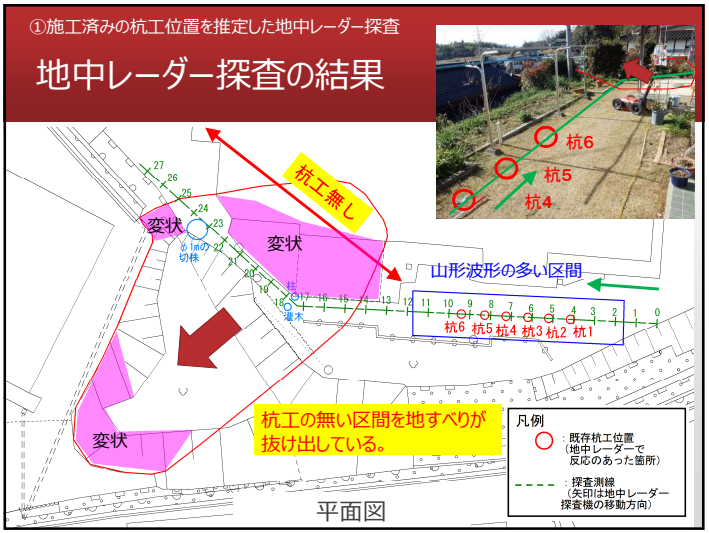 ①施工済みの杭工位置を推定した地中レーダー探査
地中レーダー探査の結果
杭6
杭5
杭4
27
26
25
24
23
22
21
20
19
18
17
16
15
14
13
12
11
10
9
8
7
6
5
4
3
2
1
0
杭工無し
変状
変状
φ1mの
切株
柱
灌木
山形波形の多い区間
杭6
杭5
杭4
杭3
杭2
杭1
変状
杭工の無い区間を地すべりが
抜け出している。
凡例
：既存杭工位置
（地中レーダーで
反応のあった箇所）
：探査測線
（矢印は地中レーダー
探査機の移動方向）
平面図